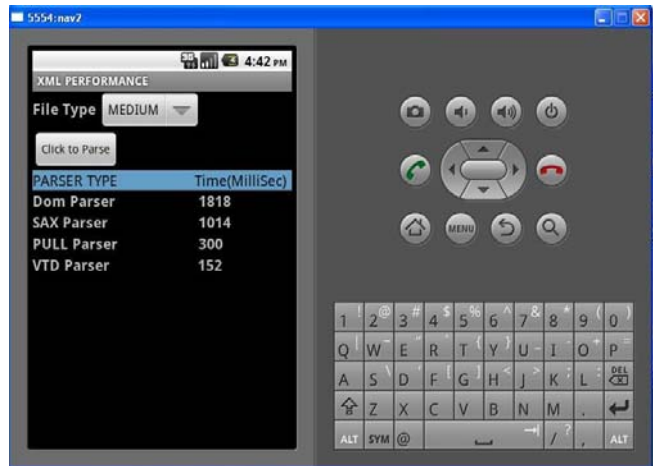 5554:nav2
3G 4:42 PM
XML PERFORMANCE
File Type MEDIUM
Click to Parse
PARSER TYPE Time(MilliSec)
Dom Parser 1818
SAX Parser 1014
PULL Parser 300
VTD Parser 152
MENU
1 ! 2 @ 3 # 4 $ 5 % 6 ^ 7 & 8 * 9 ( 0 )
Q | W ~ E " R ` T { Y } U - I O + P =
A S \ D ' F [ G ] H < J > K ; L : DEL
Z X C V B N M .
ALT SYM @ / ? , ALT